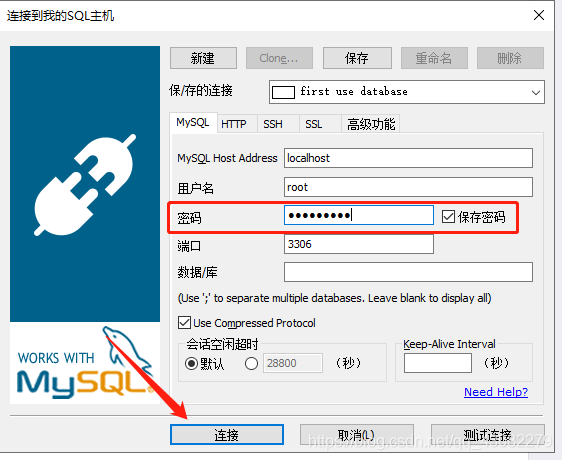 连接到我的SQL主机
新建 Clone... 保存 重命名 删除
保/存的连接 first use database
MySQL HTTP SSH SSL 高级功能
MySQL Host Address localhost
用户名 root
密码 ●●●●●●●●● 保存密码
端口 3306
数据/库
(Use ';' to separate multiple databases. Leave blank to display all)
Use Compressed Protocol
会话空闲超时 Keep-Alive Interval
默认 28800 (秒) (秒)
Need Help?
WORKS WITH
MySQL
连接 取消(L) 测试连接